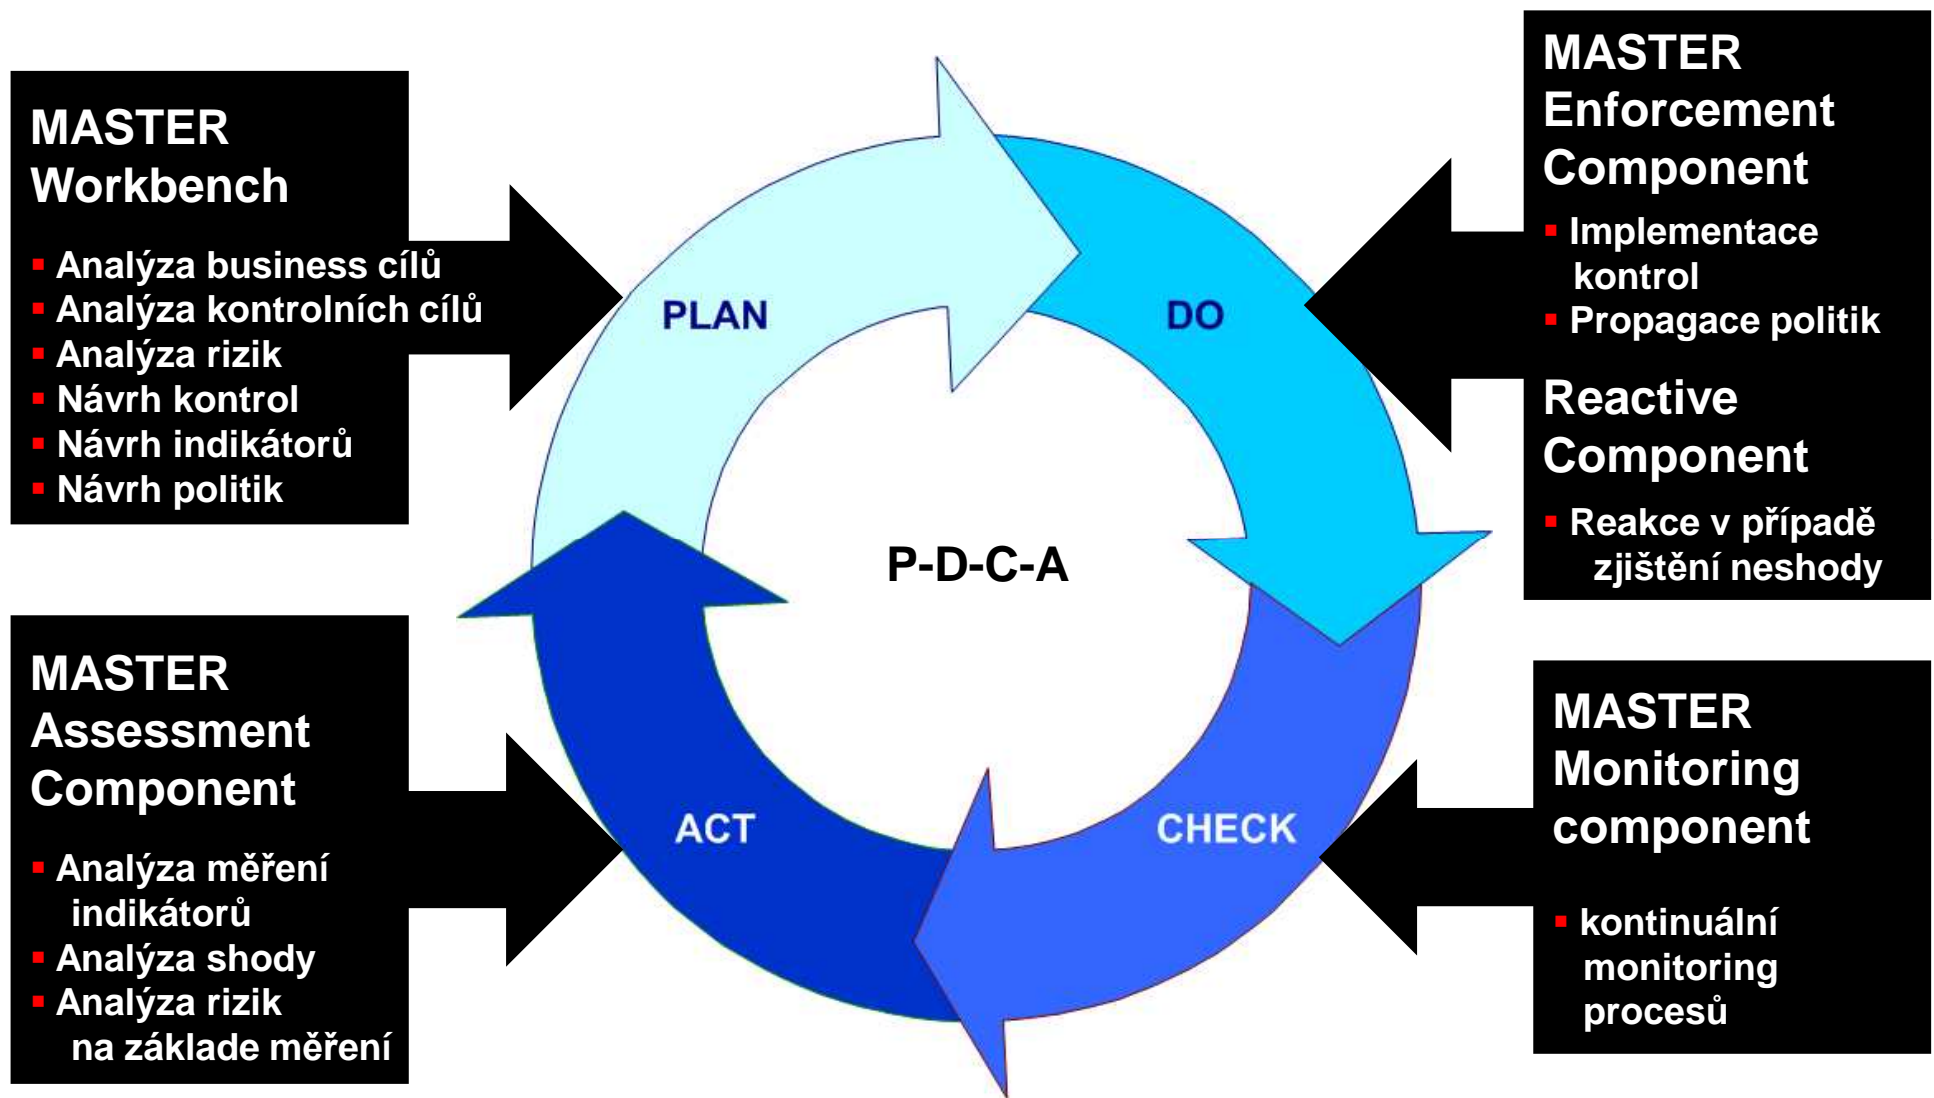 MASTER
Workbench
Analýza business cílů
Analýza kontrolních cílů
Analýza rizik
Návrh kontrol
Návrh indikátorů
Návrh politik
MASTER
Enforcement
Component
Implementace
kontrol
Propagace politik
Reactive
Component
Reakce v případě
zjištění neshody
PLAN
DO
P-D-C-A
ACT
CHECK
MASTER
Assessment
Component
Analýza měření
indikátorů
Analýza shody
Analýza rizik
na základe měření
MASTER
Monitoring
component
kontinuální
monitoring
procesů